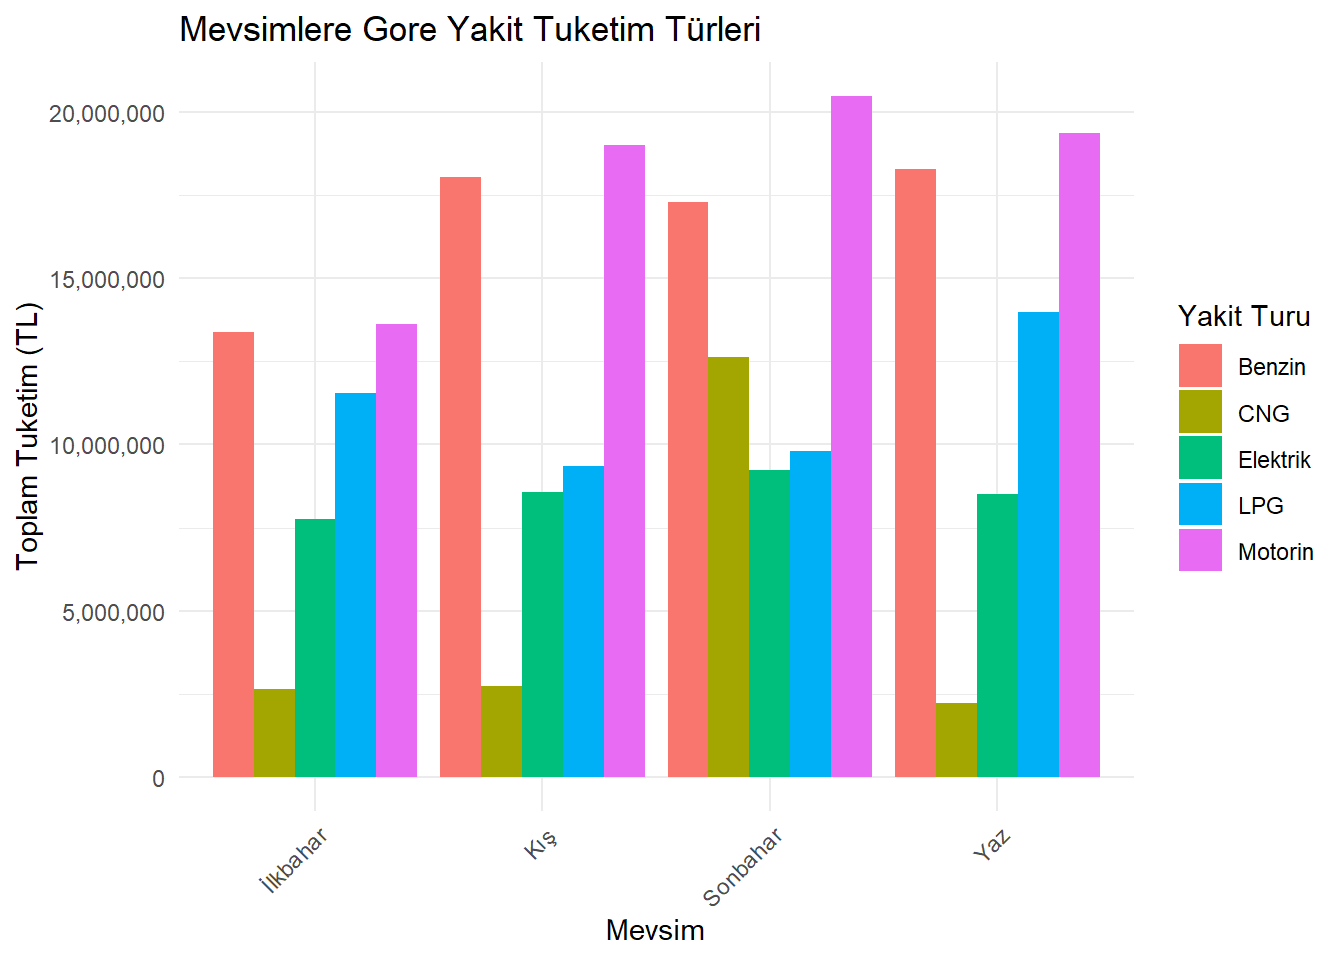 Mevsimlere Gore Yakit Tuketim Türleri
Toplam Tuketim (TL)
20,000,000
15,000,000
10,000,000
5,000,000
0
İlkbahar
Kış
Sonbahar
Yaz
Mevsim
Yakit Turu
Benzin
CNG
Elektrik
LPG
Motorin